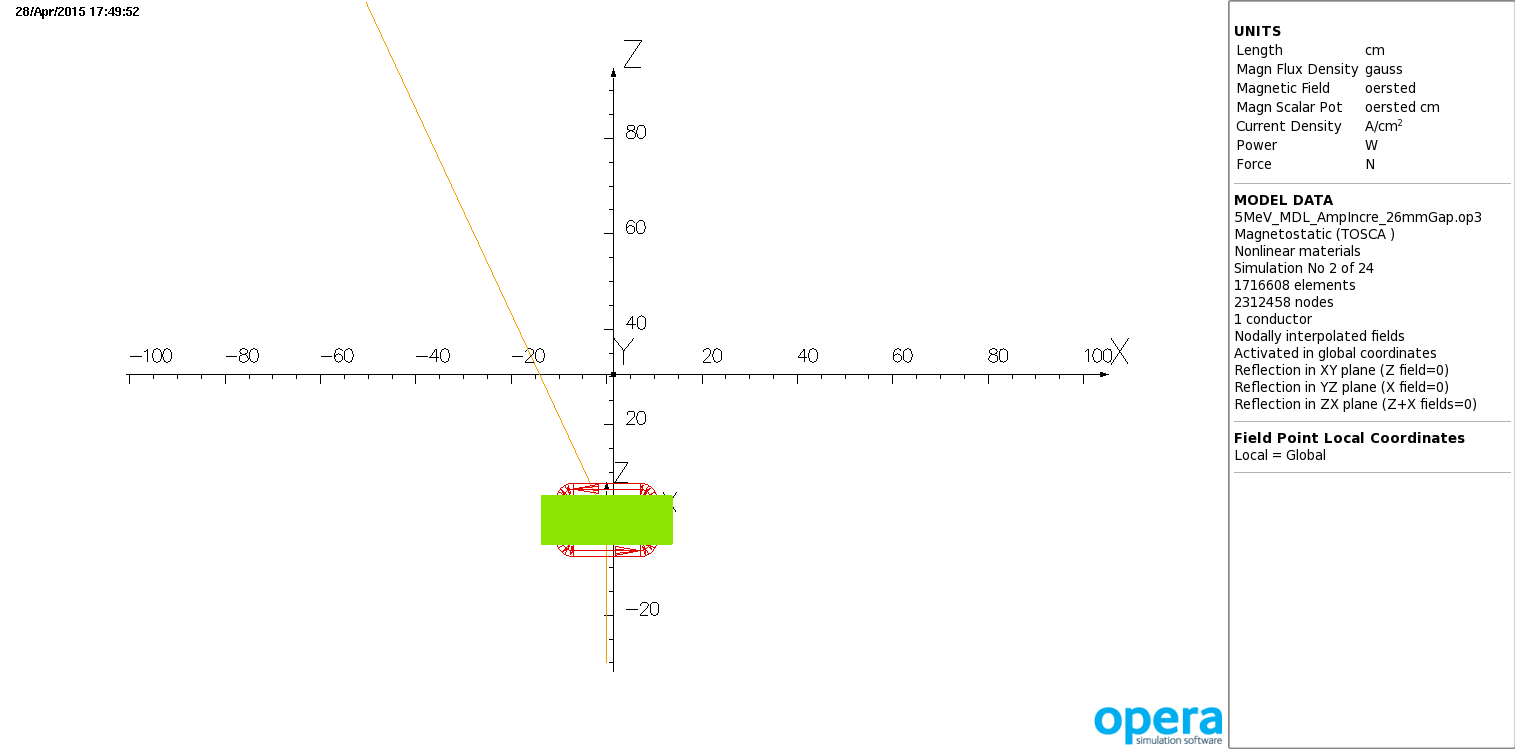 28/Apr/2015 17:49:52
Z
80
60
40
−100 −80 −60 −40 −20 Y 20 40 60 80 100 X
20
Z
X
−20
UNITS
Length cm
Magn Flux Density gauss
Magnetic Field oersted
Magn Scalar Pot oersted cm
Current Density A/cm²
Power W
Force N
MODEL DATA
5MeV_MDL_AmpIncre_26mmGap.op3
Magnetostatic (TOSCA )
Nonlinear materials
Simulation No 2 of 24
1716608 elements
2312458 nodes
1 conductor
Nodally interpolated fields
Activated in global coordinates
Reflection in XY plane (Z field=0)
Reflection in YZ plane (X field=0)
Reflection in ZX plane (Z+X fields=0)
Field Point Local Coordinates
Local = Global
opera
simulation software